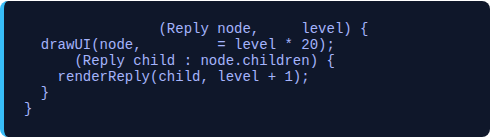 (Reply node, level) {
drawUI(node, = level * 20);
(Reply child : node.children) {
renderReply(child, level + 1);
}
}